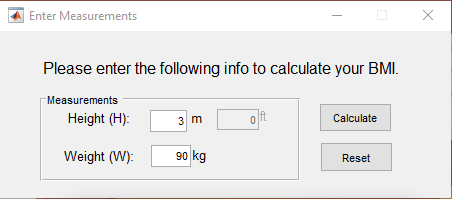 Enter Measurements
Please enter the following info to calculate your BMI.
Measurements
Height (H): 3 m 0 ft
Calculate
Weight (W): 90 kg
Reset